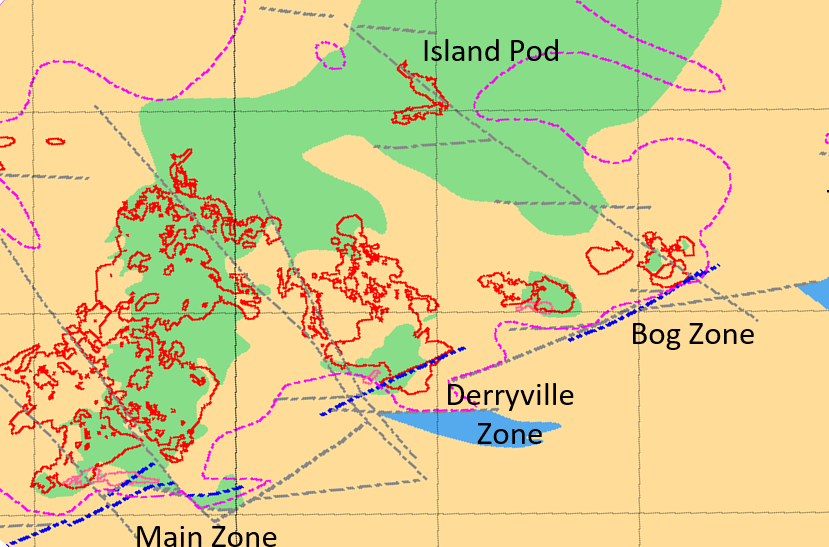 Island Pod
Bog Zone
Derryville
Zone
Main Zone